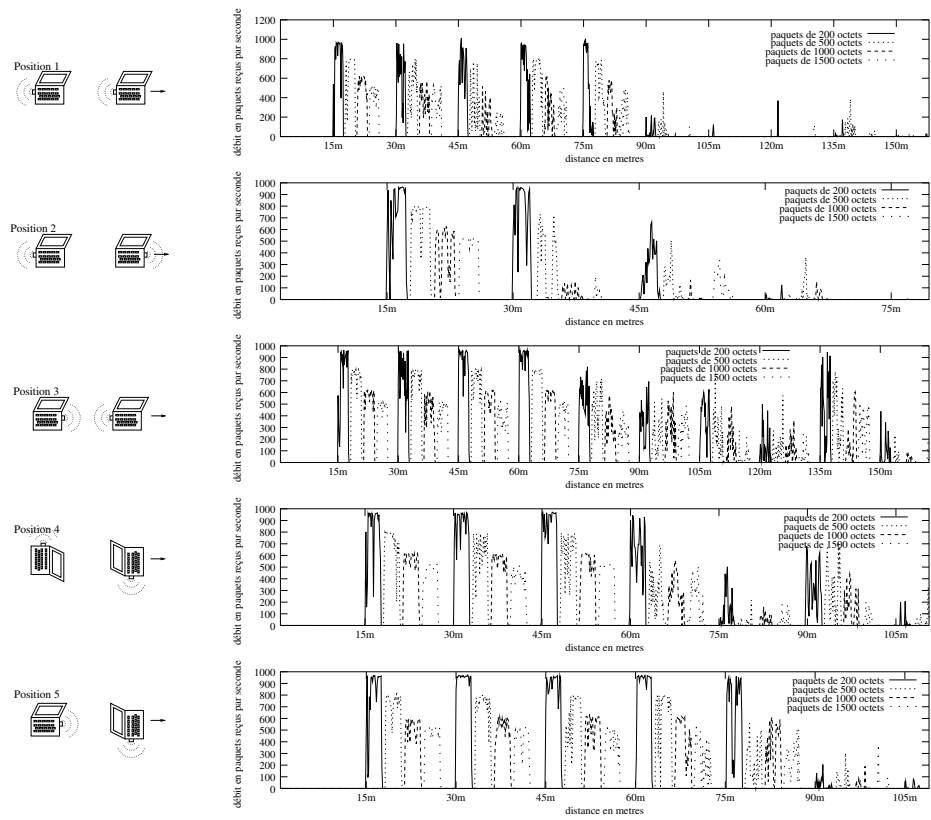 Position 1
débit en paquets reçus par seconde
1200
1000
800
600
400
200
0
paquets de 200 octets
paquets de 500 octets
paquets de 1000 octets
paquets de 1500 octets
15m 30m 45m 60m 75m 90m 105m 120m 135m 150m
distance en metres
Position 2
débit en paquets reçus par seconde
1000
900
800
700
600
500
400
300
200
100
0
paquets de 200 octets
paquets de 500 octets
paquets de 1000 octets
paquets de 1500 octets
15m 30m 45m 60m 75m
distance en metres
Position 3
débit en paquets reçus par seconde
1000
900
800
700
600
500
400
300
200
100
0
paquets de 200 octets
paquets de 500 octets
paquets de 1000 octets
paquets de 1500 octets
15m 30m 45m 60m 75m 90m 105m 120m 135m 150m
distance en metres
Position 4
débit en paquets reçus par seconde
1000
900
800
700
600
500
400
300
200
100
0
paquets de 200 octets
paquets de 500 octets
paquets de 1000 octets
paquets de 1500 octets
15m 30m 45m 60m 75m 90m 105m
distance en metres
Position 5
débit en paquets reçus par seconde
1000
900
800
700
600
500
400
300
200
100
0
paquets de 200 octets
paquets de 500 octets
paquets de 1000 octets
paquets de 1500 octets
15m 30m 45m 60m 75m 90m 105m
distance en metres